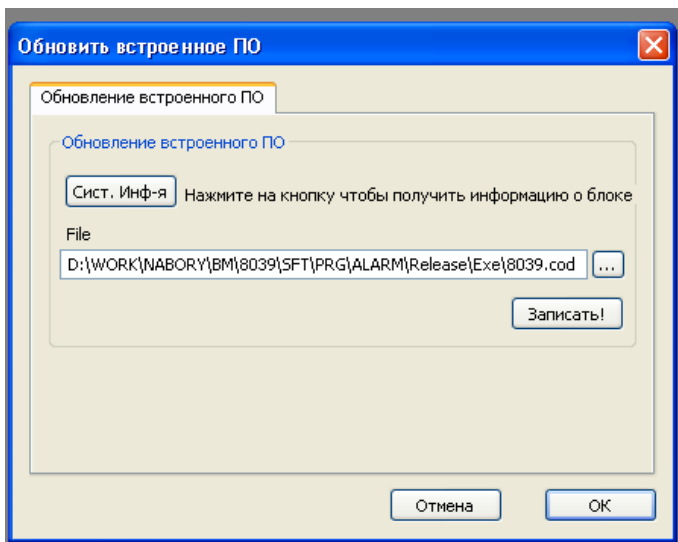 Обновить встроенное ПО
Обновление встроенного ПО
Обновление встроенного ПО
Сист. Инф-я Нажмите на кнопку чтобы получить информацию о блоке
File
D:\WORK\NABORY\BM\8039\SFT\PRG\ALARM\Release\Exe\8039.cod ...
Записать!
Отмена OK